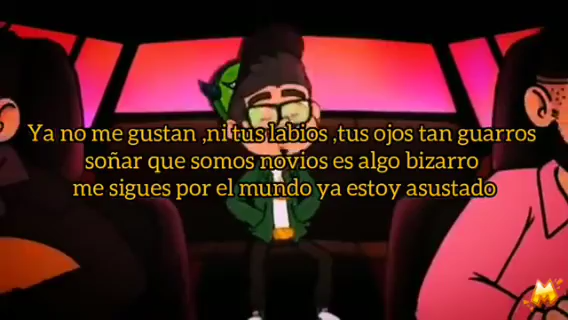 Ya no me gustan ,ni tus labios ,tus ojos tan guarros
soñar que somos novios es algo bizarro
me sigues por el mundo ya estoy asustado
M